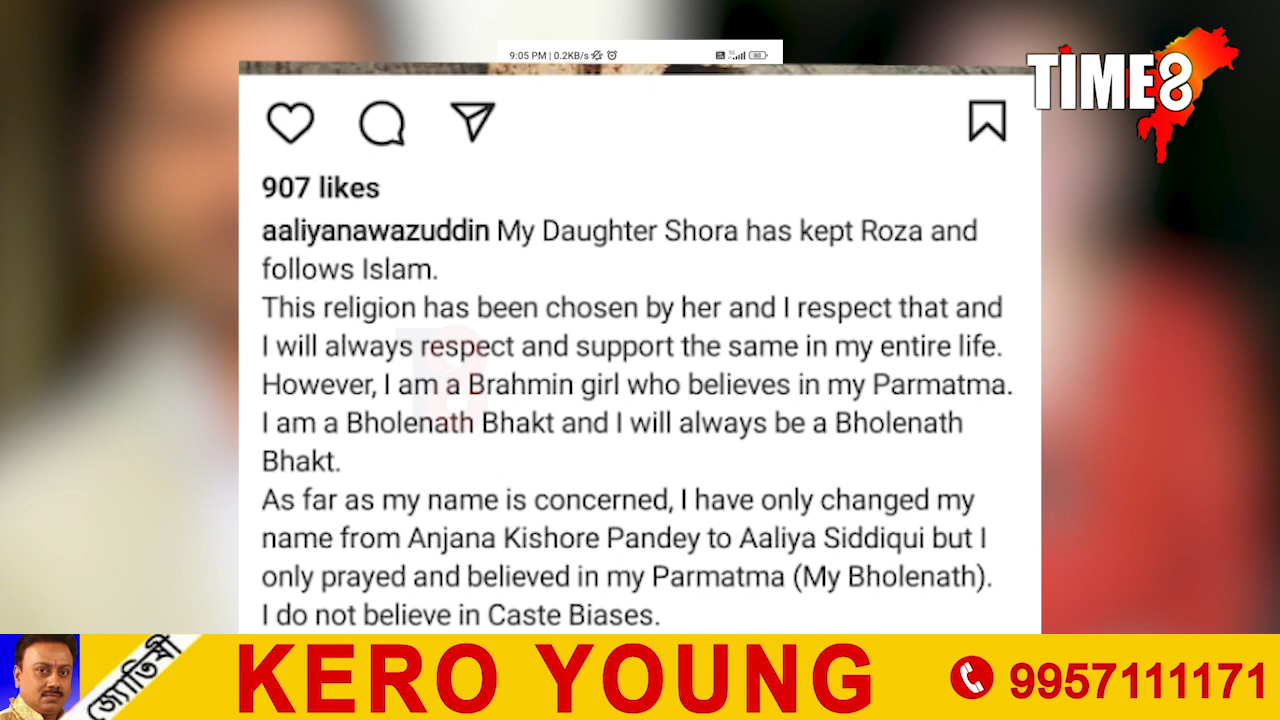 9:05 PM | 0.2KB/s
TIME8
907 likes
aaliyanawazuddin My Daughter Shora has kept Roza and
follows Islam.
This religion has been chosen by her and I respect that and
I will always respect and support the same in my entire life.
However, I am a Brahmin girl who believes in my Parmatma.
I am a Bholenath Bhakt and I will always be a Bholenath
Bhakt.
As far as my name is concerned, I have only changed my
name from Anjana Kishore Pandey to Aaliya Siddiqui but I
only prayed and believed in my Parmatma (My Bholenath).
I do not believe in Caste Biases.
জ্যোতিষী
KERO YOUNG
9957111171